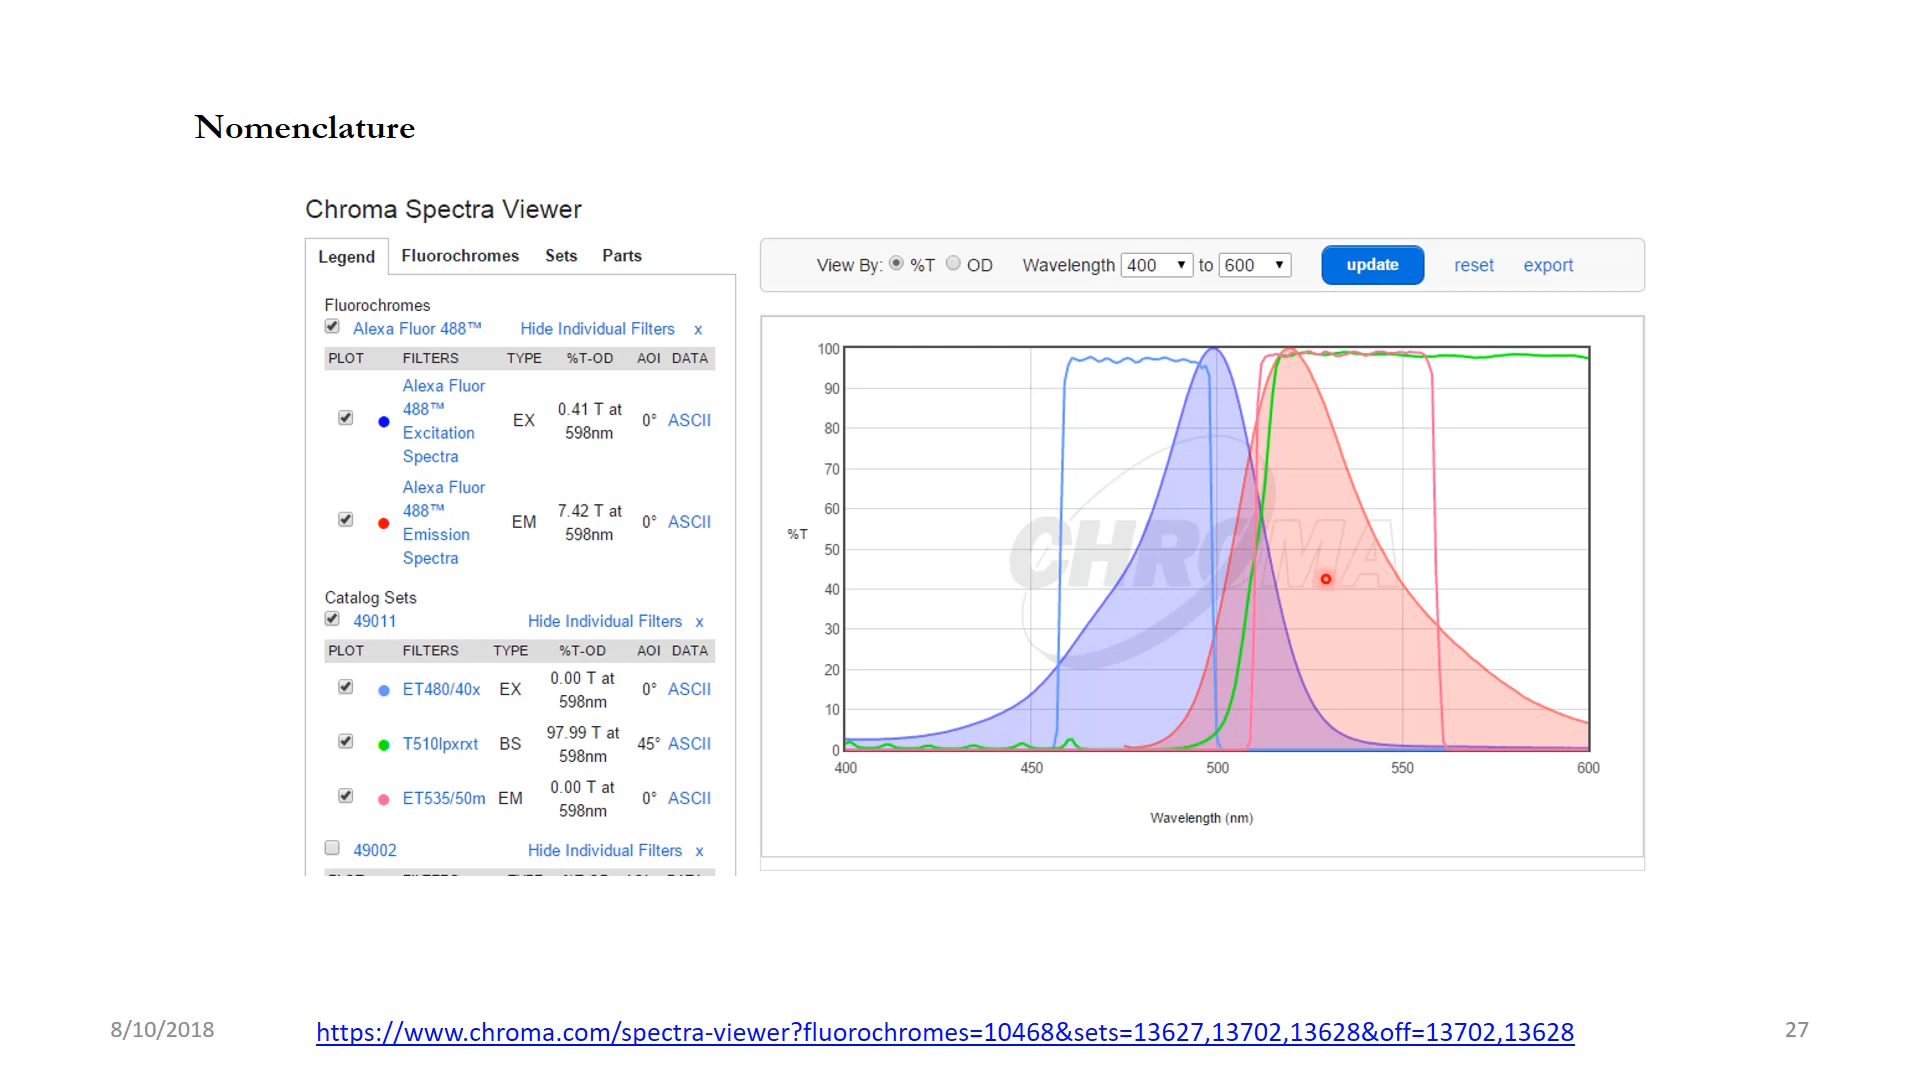 Nomenclature
Chroma Spectra Viewer
Legend Fluorochromes Sets Parts
Fluorochromes
Alexa Fluor 488™ Hide Individual Filters x
PLOT FILTERS TYPE %T-OD AOI DATA
Alexa Fluor
488™
Excitation
Spectra
EX
0.41 T at
598nm
0° ASCII
Alexa Fluor
488™
Emission
Spectra
EM
7.42 T at
598nm
0° ASCII
Catalog Sets
49011 Hide Individual Filters x
PLOT FILTERS TYPE %T-OD AOI DATA
ET480/40x EX
0.00 T at
598nm
0° ASCII
T510lpxrxt BS
97.99 T at
598nm
45° ASCII
ET535/50m EM
0.00 T at
598nm
0° ASCII
49002 Hide Individual Filters x
View By: %T OD Wavelength 400 to 600 update reset export
100
90
80
70
60
50
40
30
20
10
0
%T
CHROMA
400 450 500 550 600
Wavelength (nm)
8/10/2018
https://www.chroma.com/spectra-viewer?fluorochromes=10468&sets=13627,13702,13628&off=13702,13628
27